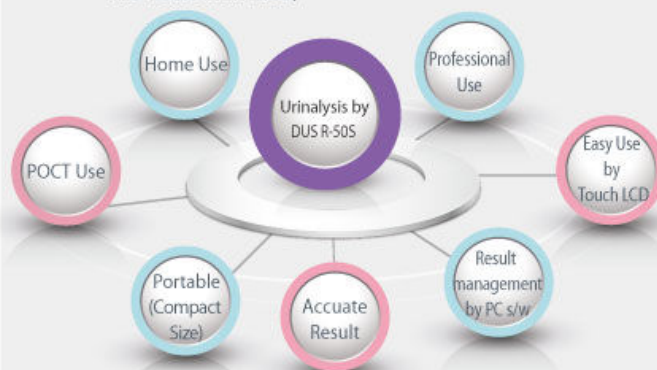 Home Use
Urinalysis by
DUS R-50S
Professional
Use
POCT Use
Easy Use
by
Touch LCD
Portable
(Compact
Size)
Accuate
Result
Result
management
by PC s/w